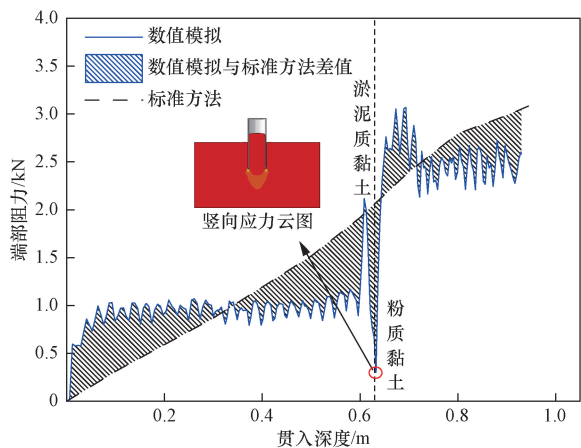 4.0
3.5
3.0
2.5
2.0
1.5
1.0
0.5
0
端部阻力/kN
数值模拟
数值模拟与标准方法差值
标准方法
淤泥质黏土
竖向应力云图
粉质黏土
0.2
0.4
0.6
0.8
1.0
贯入深度/m